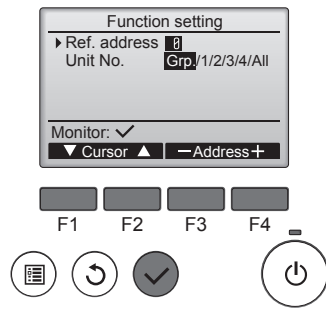 Function setting
Ref. address 0
Unit No. Grp./1/2/3/4/All
Monitor: ✓
▼ Cursor ▲ −Address+
F1 F2 F3 F4